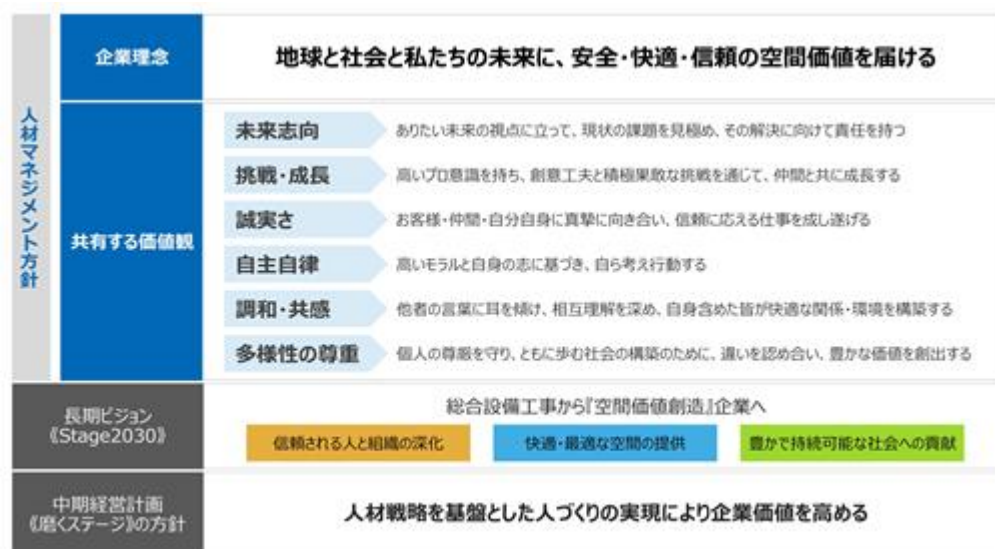 人材マネジメント方針
企業理念
地球と社会と私たちの未来に、安全・快適・信頼の空間価値を届ける
共有する価値観
未来志向
ありたい未来の視点に立って、現状の課題を見極め、その解決に向けて責任を持つ
挑戦・成長
高いプロ意識を持ち、創意工夫と積極果敢な挑戦を通じて、仲間と共に成長する
誠実さ
お客様・仲間・自分自身に真摯に向き合い、信頼に応える仕事を成し遂げる
自主自律
高いモラルと自身の志に基づき、自ら考え行動する
調和・共感
他者の言葉に耳を傾け、相互理解を深め、自身含めた皆が快適な関係・環境を構築する
多様性の尊重
個人の尊厳を守り、ともに歩む社会の構築のために、違いを認め合い、豊かな価値を創出する
長期ビジョン
《Stage2030》
総合設備工事から『空間価値創造』企業へ
信頼される人と組織の深化
快適・最適な空間の提供
豊かで持続可能な社会への貢献
中期経営計画
《磨くステージ》の方針
人材戦略を基盤とした人づくりの実現により企業価値を高める